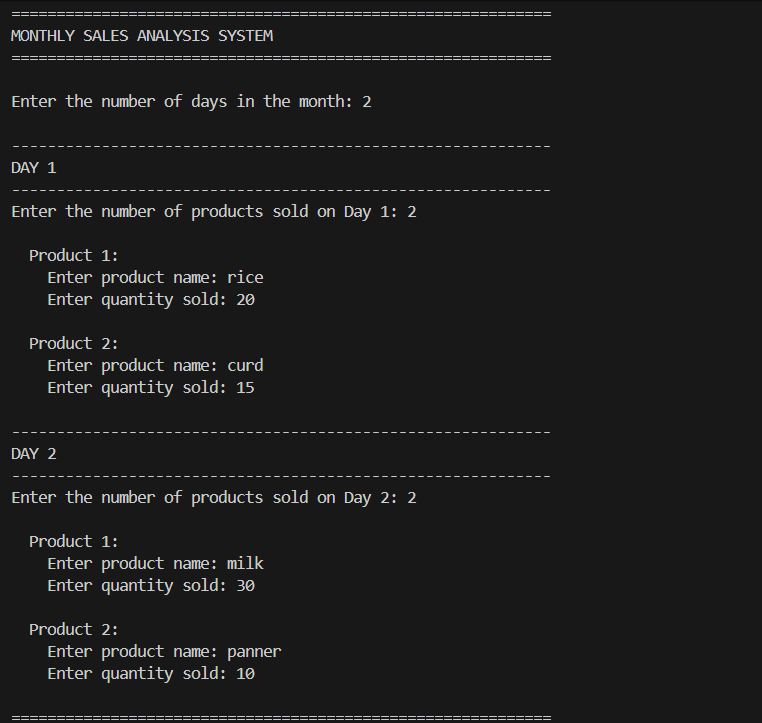 ============================================================
MONTHLY SALES ANALYSIS SYSTEM
============================================================
Enter the number of days in the month: 2
------------------------------------------------------------
DAY 1
------------------------------------------------------------
Enter the number of products sold on Day 1: 2
Product 1:
Enter product name: rice
Enter quantity sold: 20
Product 2:
Enter product name: curd
Enter quantity sold: 15
------------------------------------------------------------
DAY 2
------------------------------------------------------------
Enter the number of products sold on Day 2: 2
Product 1:
Enter product name: milk
Enter quantity sold: 30
Product 2:
Enter product name: panner
Enter quantity sold: 10
============================================================